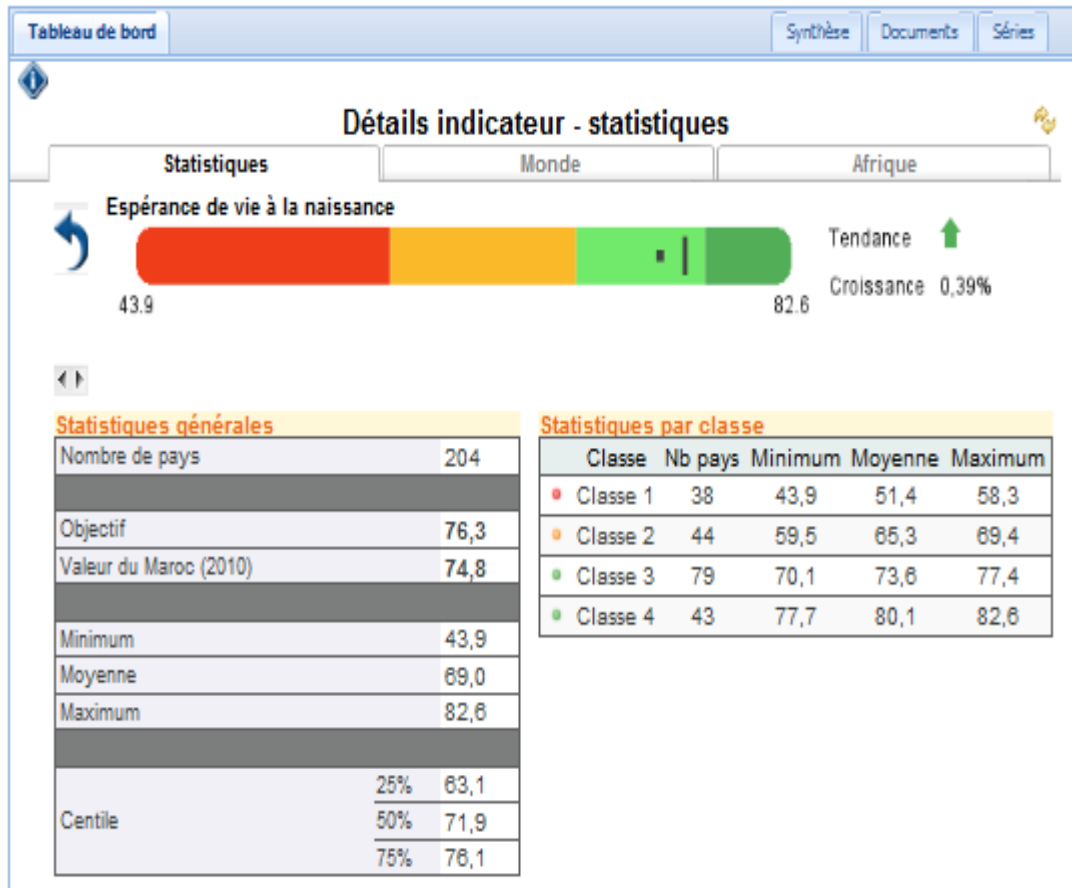 Tableau de bord
Synthèse Documents Séries
Détails indicateur - statistiques
Statistiques Monde Afrique
Espérance de vie à la naissance
Tendance
Croissance 0,39%
43.9 82.6
Statistiques générales
Nombre de pays 204
Objectif 76,3
Valeur du Maroc (2010) 74,8
Minimum 43,9
Moyenne 69,0
Maximum 82,6
Centile
25% 63,1
50% 71,9
75% 76,1
Statistiques par classe
Classe Nb pays Minimum Moyenne Maximum
Classe 1 38 43,9 51,4 58,3
Classe 2 44 59,5 65,3 69,4
Classe 3 79 70,1 73,6 77,4
Classe 4 43 77,7 80,1 82,6